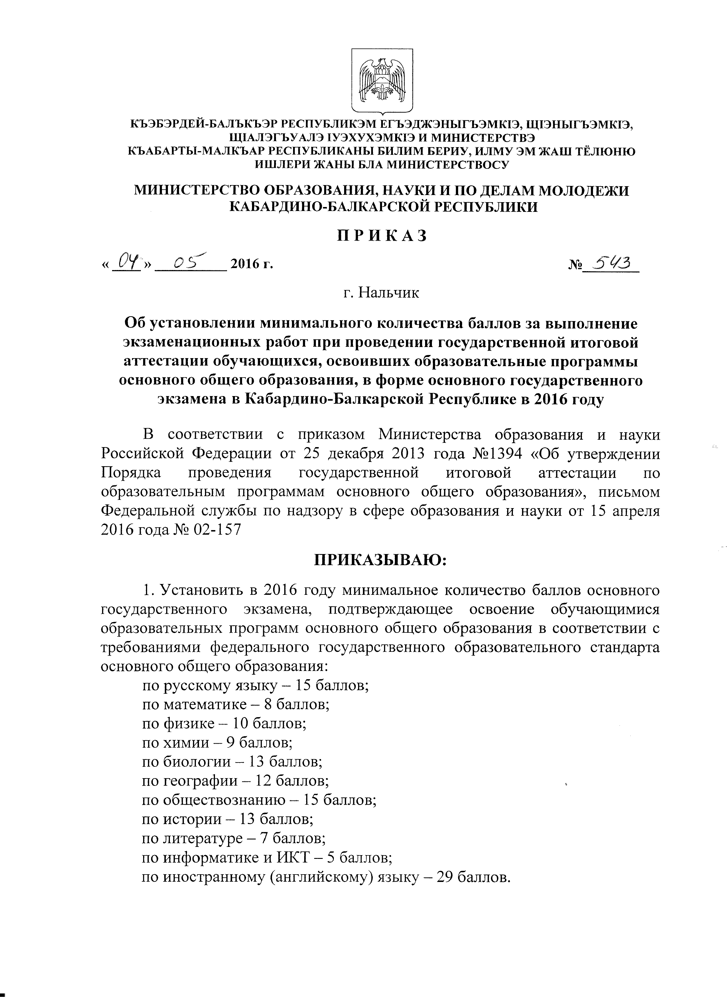 КЪЭБЭРДЕЙ-БАЛЪКЪЭР РЕСПУБЛИКЭМ ЕГЪЭДЖЭНЫГЪЭМКІЭ, ЩІЭНЫГЪЭМКІЭ,
ЩІАЛЭГЪУАЛЭ ІУЭХУХЭМКІЭ И МИНИСТЕРСТВЭ
КЪАБАРТЫ-МАЛКЪАР РЕСПУБЛИКАНЫ БИЛИМ БЕРИУ, ИЛМУ ЭМ ЖАШ ТЁЛЮНЮ
ИШЛЕРИ ЖАНЫ БЛА МИНИСТЕРСТВОСУ
МИНИСТЕРСТВО ОБРАЗОВАНИЯ, НАУКИ И ПО ДЕЛАМ МОЛОДЕЖИ
КАБАРДИНО-БАЛКАРСКОЙ РЕСПУБЛИКИ
П Р И К А З
« 04 » 05 2016 г. № 543
г. Нальчик
Об установлении минимального количества баллов за выполнение
экзаменационных работ при проведении государственной итоговой
аттестации обучающихся, освоивших образовательные программы
основного общего образования, в форме основного государственного
экзамена в Кабардино-Балкарской Республике в 2016 году
В соответствии с приказом Министерства образования и науки
Российской Федерации от 25 декабря 2013 года №1394 «Об утверждении
Порядка проведения государственной итоговой аттестации по
образовательным программам основного общего образования», письмом
Федеральной службы по надзору в сфере образования и науки от 15 апреля
2016 года № 02-157
ПРИКАЗЫВАЮ:
1. Установить в 2016 году минимальное количество баллов основного
государственного экзамена, подтверждающее освоение обучающимися
образовательных программ основного общего образования в соответствии с
требованиями федерального государственного образовательного стандарта
основного общего образования:
по русскому языку – 15 баллов;
по математике – 8 баллов;
по физике – 10 баллов;
по химии – 9 баллов;
по биологии – 13 баллов;
по географии – 12 баллов;
по обществознанию – 15 баллов;
по истории – 13 баллов;
по литературе – 7 баллов;
по информатике и ИКТ – 5 баллов;
по иностранному (английскому) языку – 29 баллов.